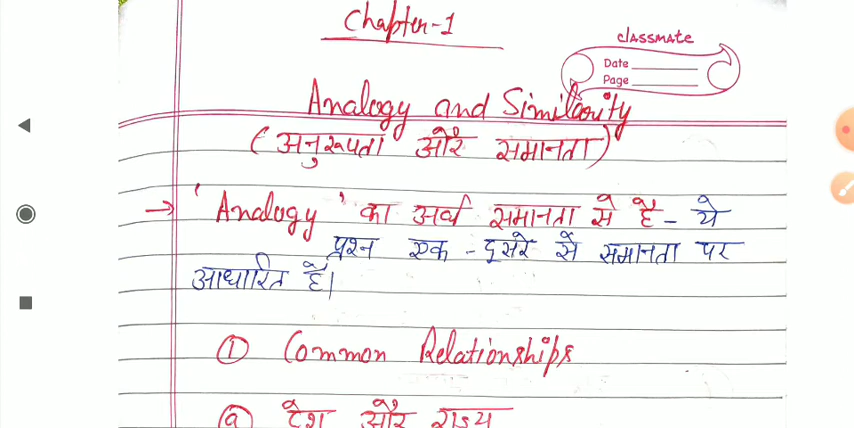 Chapter-1
classmate
Date
Page
Analogy and Similarity
(अनुरूपता और समानता)
→ 'Analogy' का अर्थ समानता से है - ये
प्रश्न एक-दूसरे से समानता पर
आधारित है।
① Common Relationships
ⓐ देश और राज्य